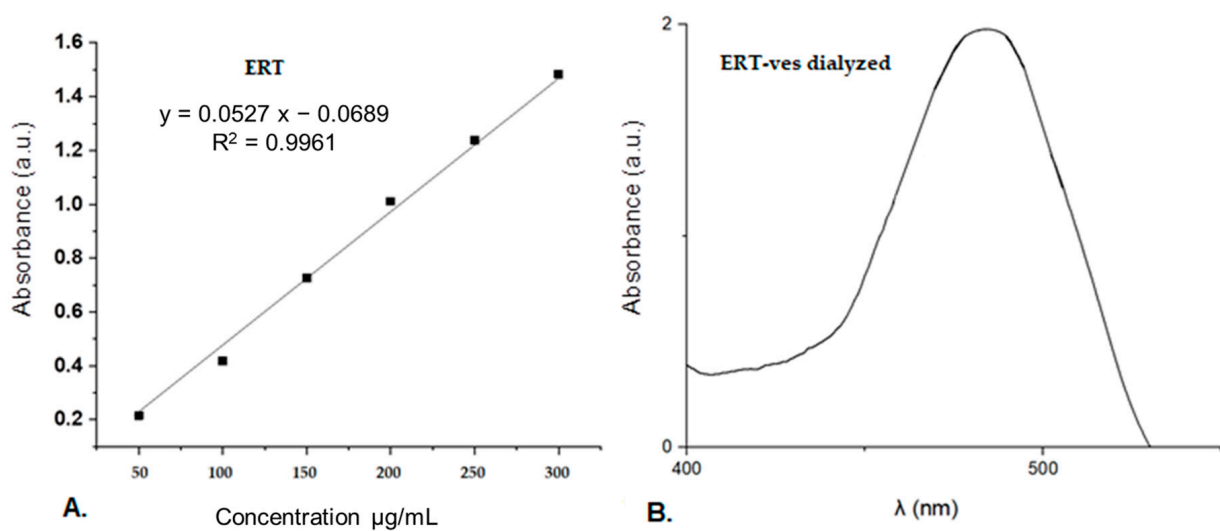 ERT
y = 0.0527 x − 0.0689
R² = 0.9961
Absorbance (a.u.)
1.6
1.4
1.2
1.0
0.8
0.6
0.4
0.2
50 100 150 200 250 300
Concentration µg/mL
A.
ERT-ves dialyzed
Absorbance (a.u.)
2
0
400 500
λ (nm)
B.